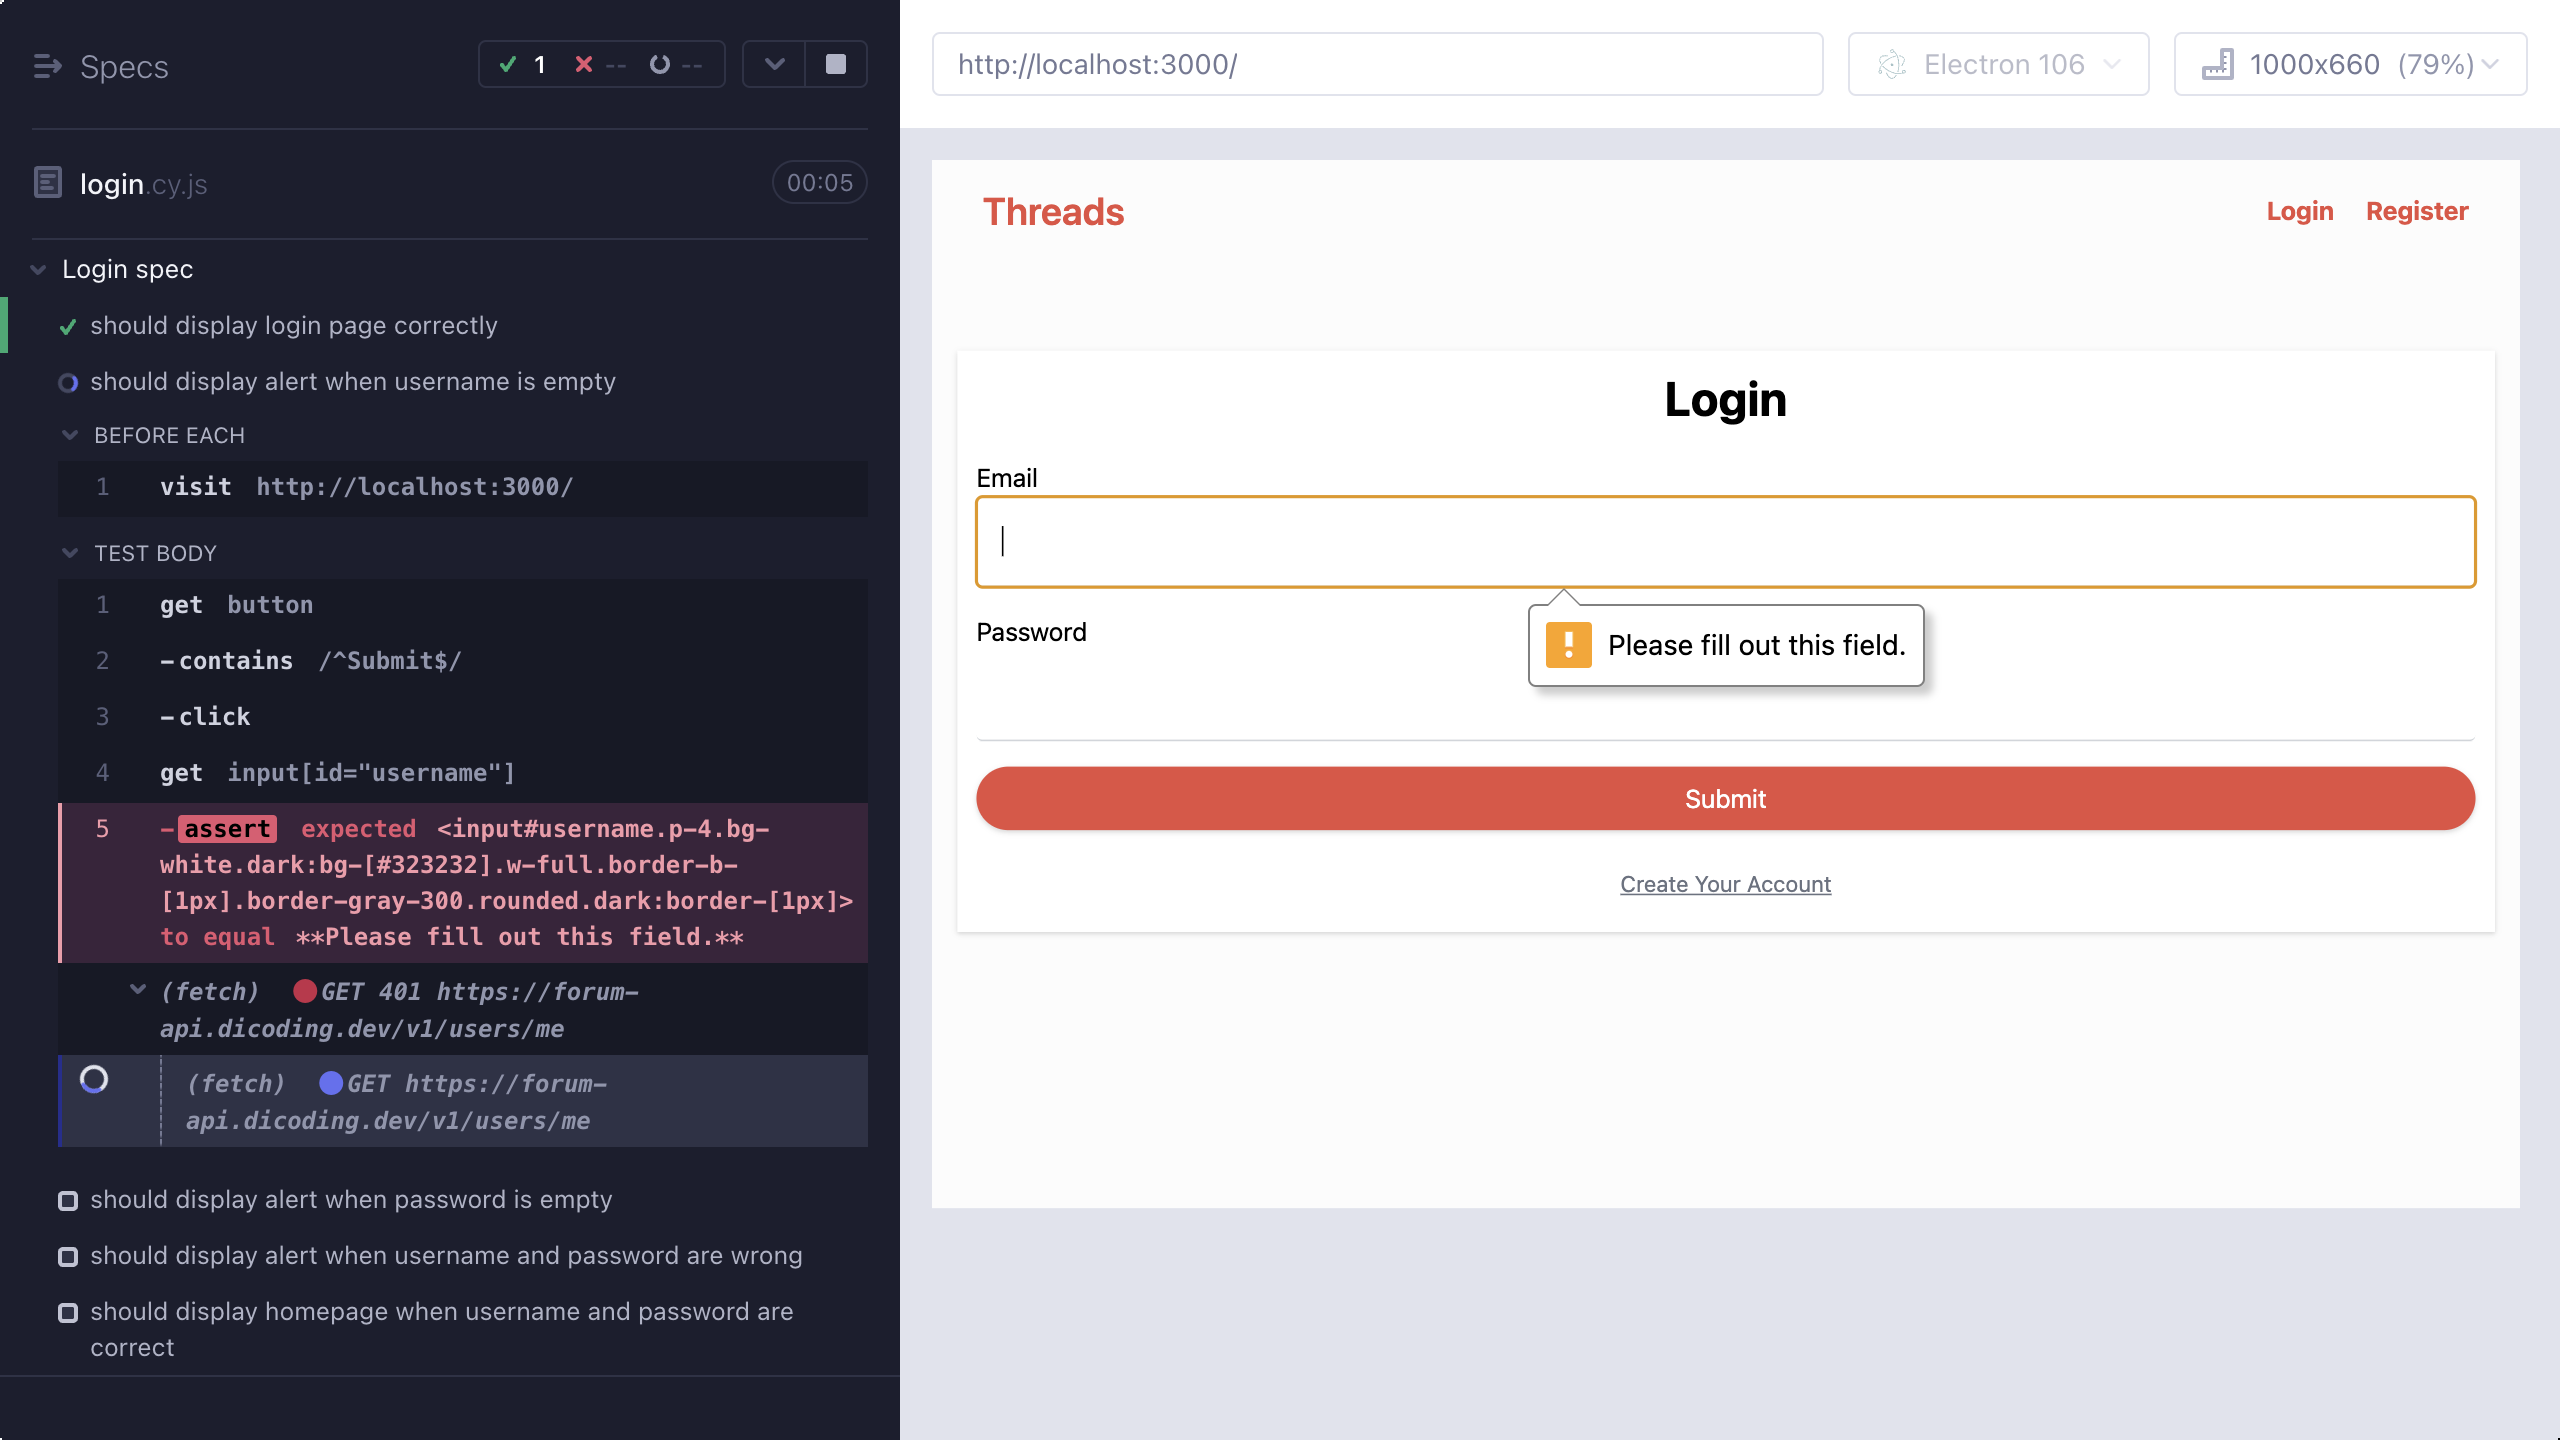 Specs
1 -- --
login.cy.js 00:05
Login spec
should display login page correctly
should display alert when username is empty
BEFORE EACH
1 visit http://localhost:3000/
TEST BODY
1 get button
2 -contains /^Submit$/
3 -click
4 get input[id="username"]
5 -assert expected <input#username.p-4.bg-
white.dark:bg-[#323232].w-full.border-b-
[1px].border-gray-300.rounded.dark:border-[1px]>
to equal **Please fill out this field.**
(fetch) GET 401 https://forum-
api.dicoding.dev/v1/users/me
(fetch) GET https://forum-
api.dicoding.dev/v1/users/me
should display alert when password is empty
should display alert when username and password are wrong
should display homepage when username and password are
correct
http://localhost:3000/
Electron 106
1000x660 (79%)
Threads
Login Register
Login
Email
Password
! Please fill out this field.
Submit
Create Your Account